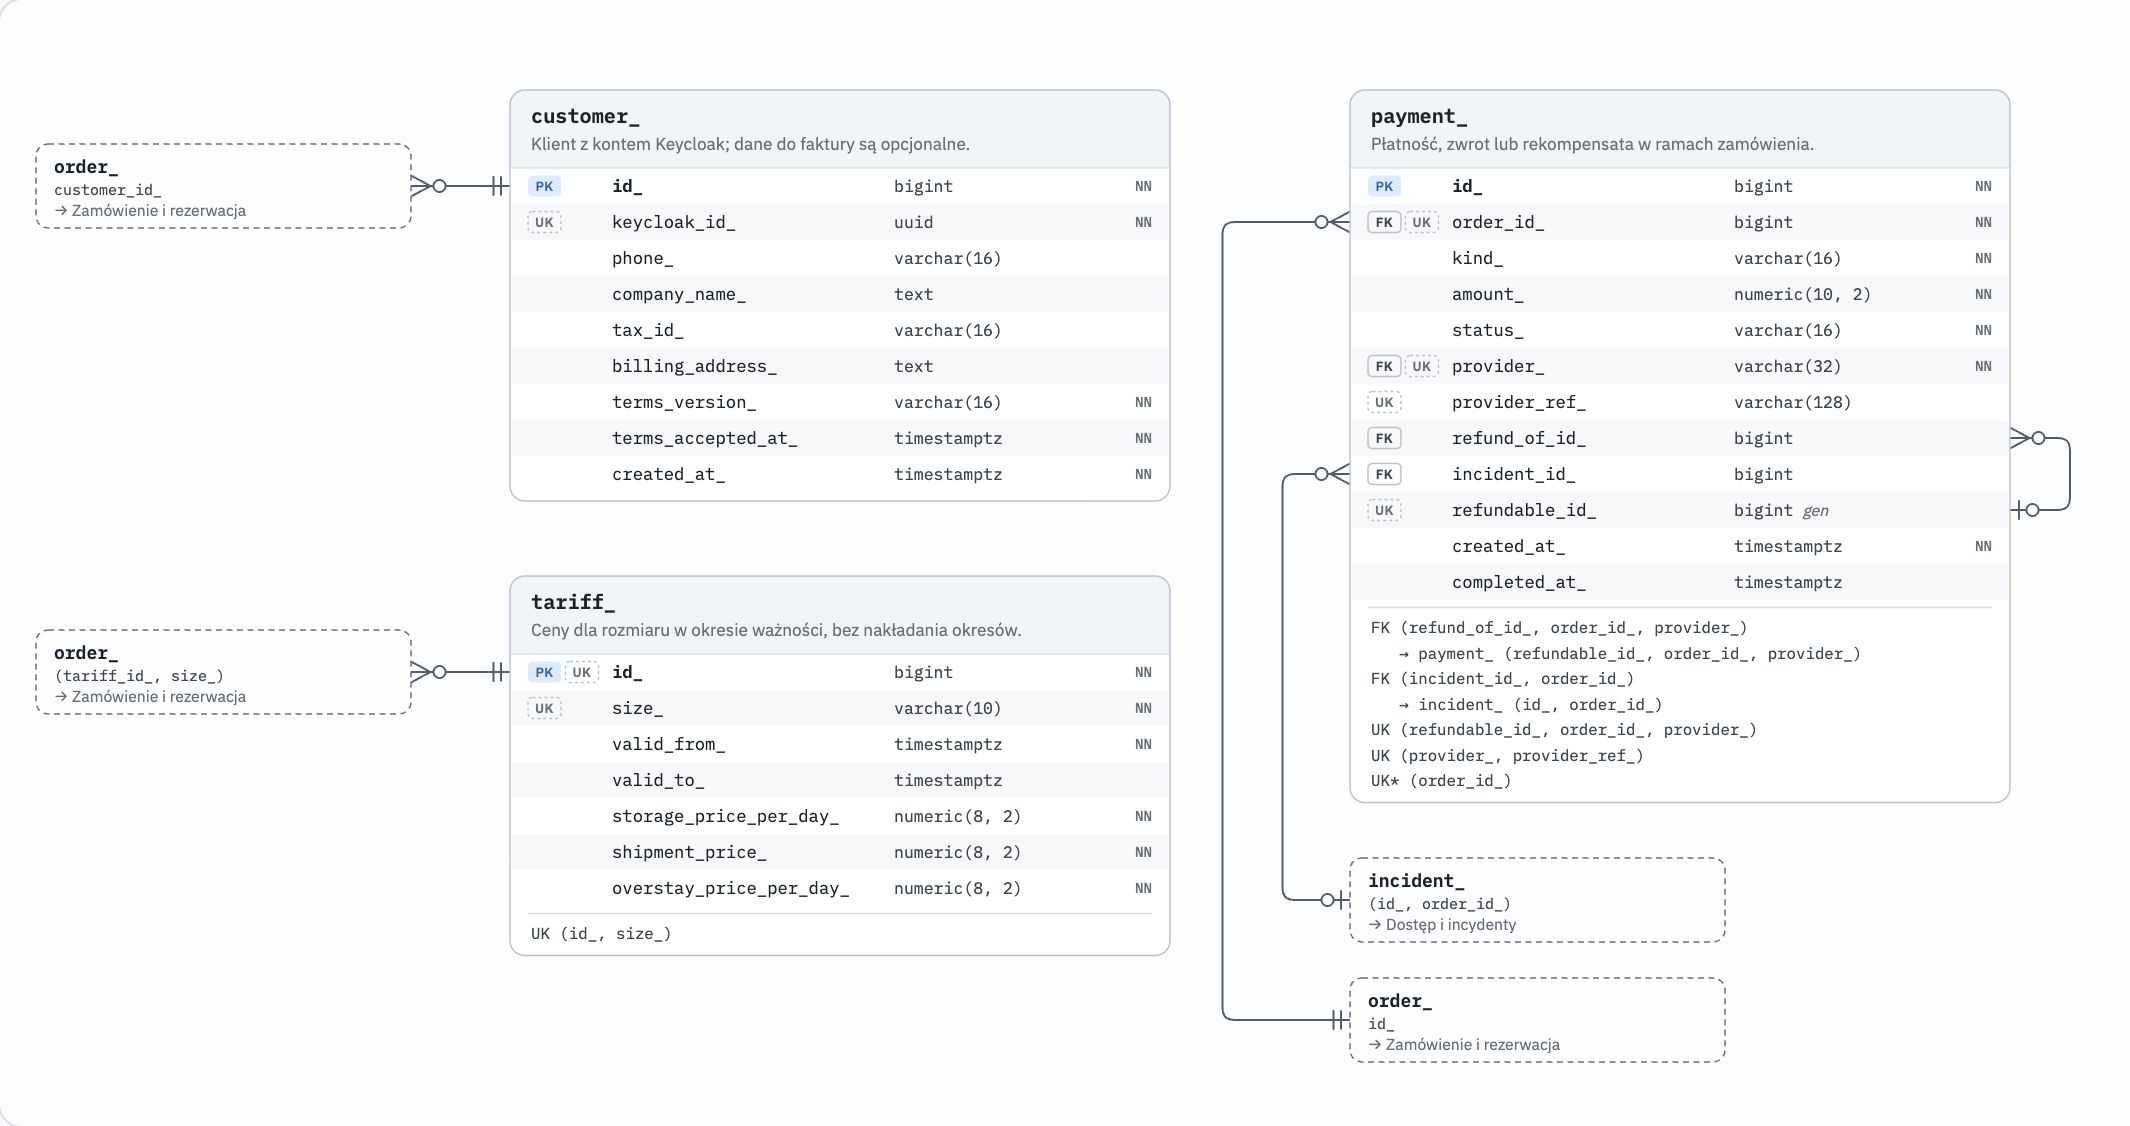 order_
customer_id_
→ Zamówienie i rezerwacja
customer_
Klient z kontem Keycloak; dane do faktury są opcjonalne.
PK id_ bigint NN
UK keycloak_id_ uuid NN
phone_ varchar(16)
company_name_ text
tax_id_ varchar(16)
billing_address_ text
terms_version_ varchar(16) NN
terms_accepted_at_ timestamptz NN
created_at_ timestamptz NN
order_
(tariff_id_, size_)
→ Zamówienie i rezerwacja
tariff_
Ceny dla rozmiaru w okresie ważności, bez nakładania okresów.
PK UK id_ bigint NN
UK size_ varchar(10) NN
valid_from_ timestamptz NN
valid_to_ timestamptz
storage_price_per_day_ numeric(8, 2) NN
shipment_price_ numeric(8, 2) NN
overstay_price_per_day_ numeric(8, 2) NN
UK (id_, size_)
payment_
Płatność, zwrot lub rekompensata w ramach zamówienia.
PK id_ bigint NN
FK UK order_id_ bigint NN
kind_ varchar(16) NN
amount_ numeric(10, 2) NN
status_ varchar(16) NN
FK UK provider_ varchar(32) NN
UK provider_ref_ varchar(128)
FK refund_of_id_ bigint
FK incident_id_ bigint
UK refundable_id_ bigint gen
created_at_ timestamptz NN
completed_at_ timestamptz
FK (refund_of_id_, order_id_, provider_)
→ payment_ (refundable_id_, order_id_, provider_)
FK (incident_id_, order_id_)
→ incident_ (id_, order_id_)
UK (refundable_id_, order_id_, provider_)
UK (provider_, provider_ref_)
UK* (order_id_)
incident_
(id_, order_id_)
→ Dostęp i incydenty
order_
id_
→ Zamówienie i rezerwacja